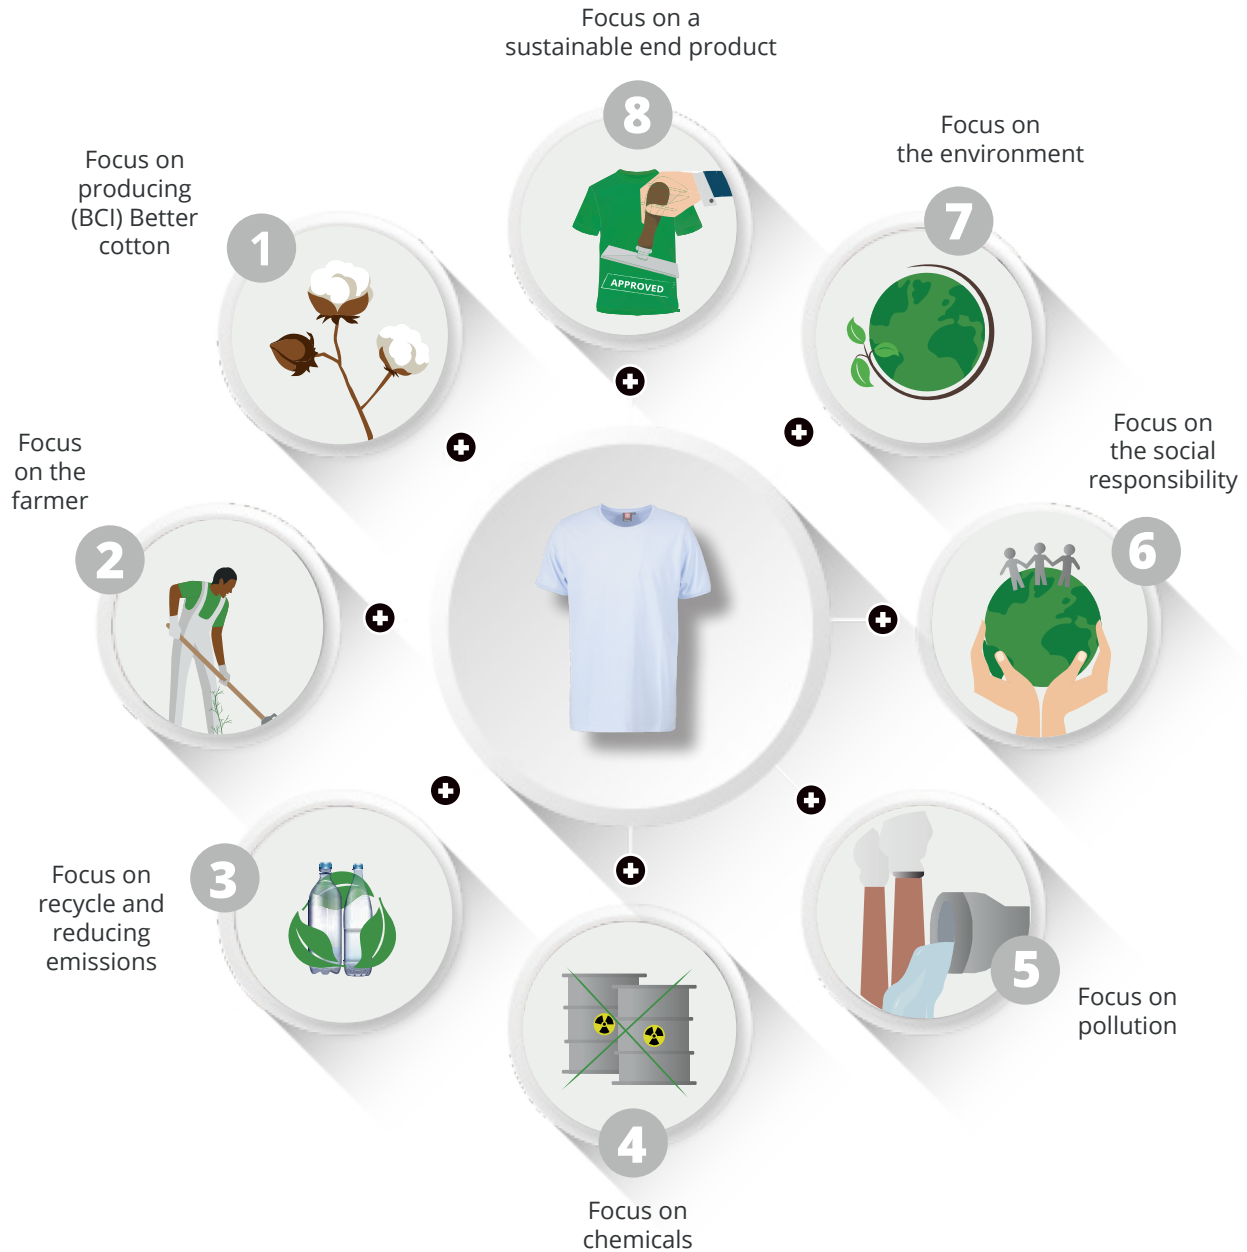 Focus on a
sustainable end product
8
APPROVED
Focus on
producing
(BCI) Better
cotton
1
Focus
on the
farmer
2
Focus on
recycle and
reducing
emissions
3
4
Focus on
chemicals
5
Focus on
pollution
Focus on
the social
responsibility
6
Focus on
the environment
7